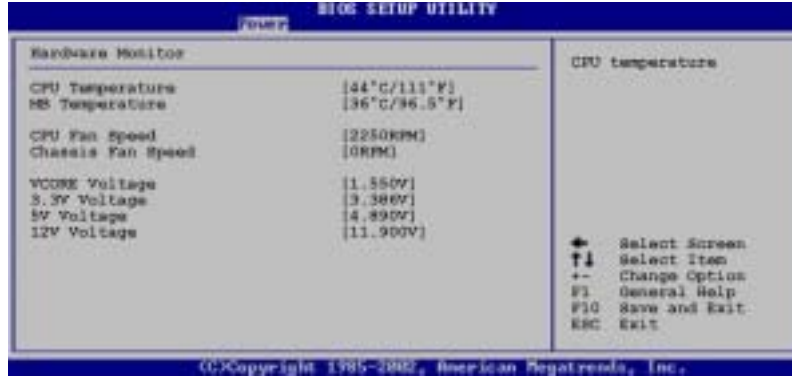 BIOS SETUP UTILITY
Power
Hardware Monitor
CPU Temperature [44°C/111°F]
MB Temperature [36°C/96.5°F]
CPU Fan Speed [2250RPM]
Chassis Fan Speed [0RPM]
VCORE Voltage [1.550V]
3.3V Voltage [3.386V]
5V Voltage [4.890V]
12V Voltage [11.900V]
CPU temperature
← Select Screen
↑↓ Select Item
+- Change Option
F1 General Help
F10 Save and Exit
ESC Exit
(C)Copyright 1985-2002, American Megatrends, Inc.